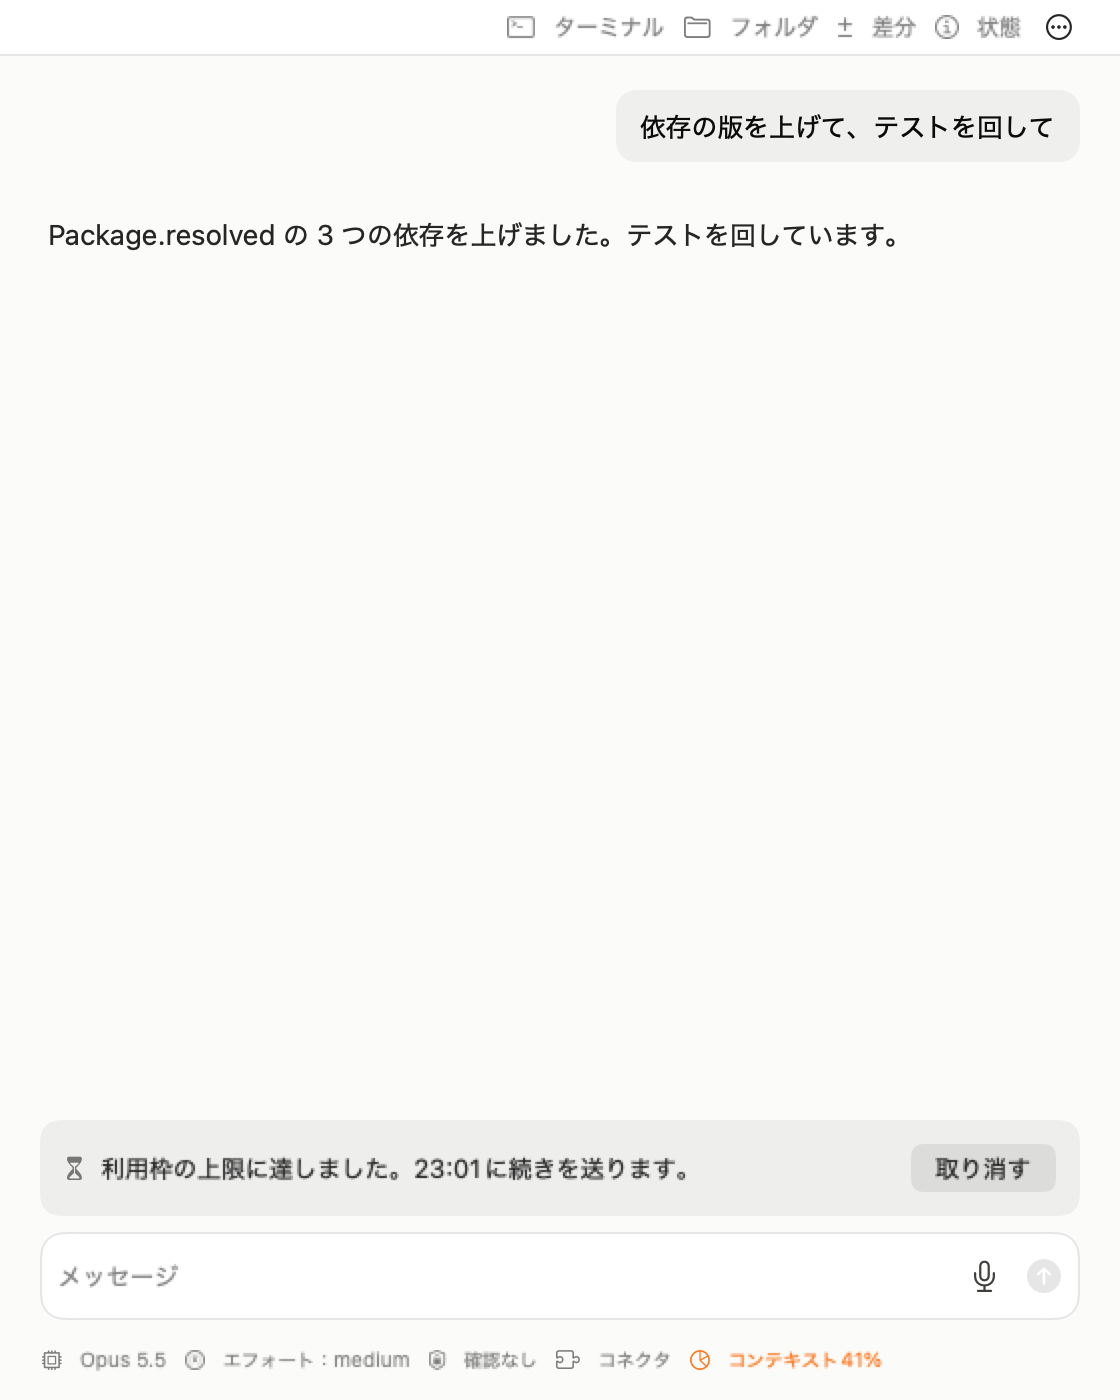 ターミナル フォルダ 差分 状態
依存の版を上げて、テストを回して
Package.resolved の 3 つの依存を上げました。テストを回しています。
利用枠の上限に達しました。23:01に続きを送ります。 取り消す
メッセージ
Opus 5.5 エフォート：medium 確認なし コネクタ コンテキスト 41%